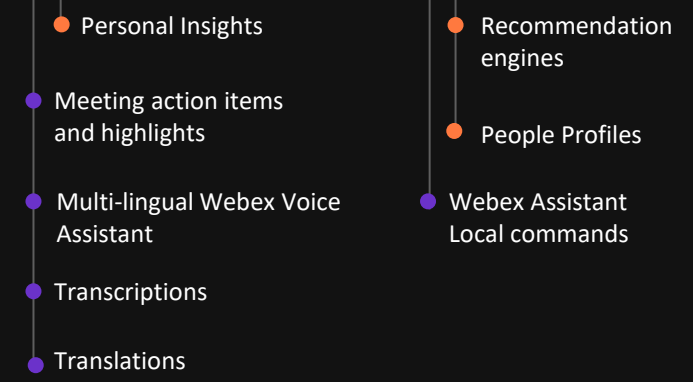 Personal Insights
Meeting action items
and highlights
Multi-lingual Webex Voice
Assistant
Transcriptions
Translations
Recommendation
engines
People Profiles
Webex Assistant
Local commands